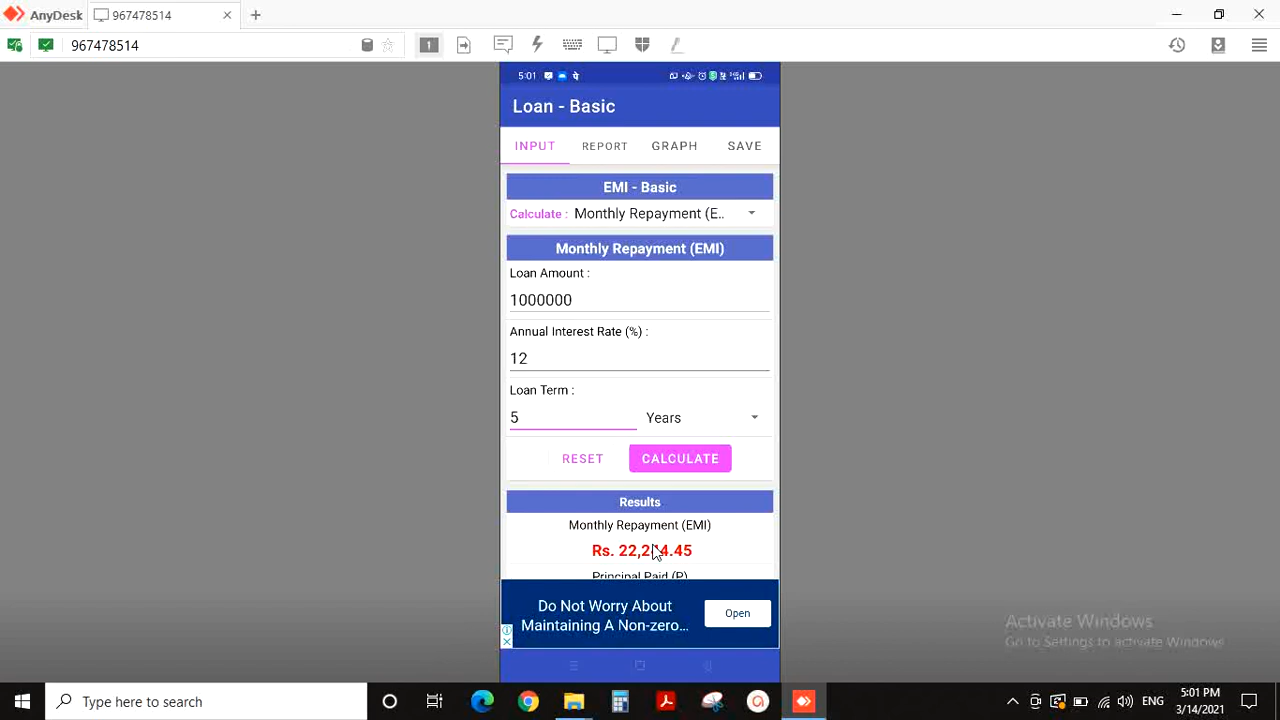 AnyDesk
967478514
967478514
1
5:01
Loan - Basic
INPUT REPORT GRAPH SAVE
EMI - Basic
Calculate : Monthly Repayment (E..
Monthly Repayment (EMI)
Loan Amount :
1000000
Annual Interest Rate (%) :
12
Loan Term :
5 Years
RESET CALCULATE
Results
Monthly Repayment (EMI)
Rs.
Principal Paid (P)
Do Not Worry About
Maintaining A Non-zero...
Open
Activate Windows
Go to Settings to activate Windows.
Type here to search
ENG
5:01 PM
3/14/2021